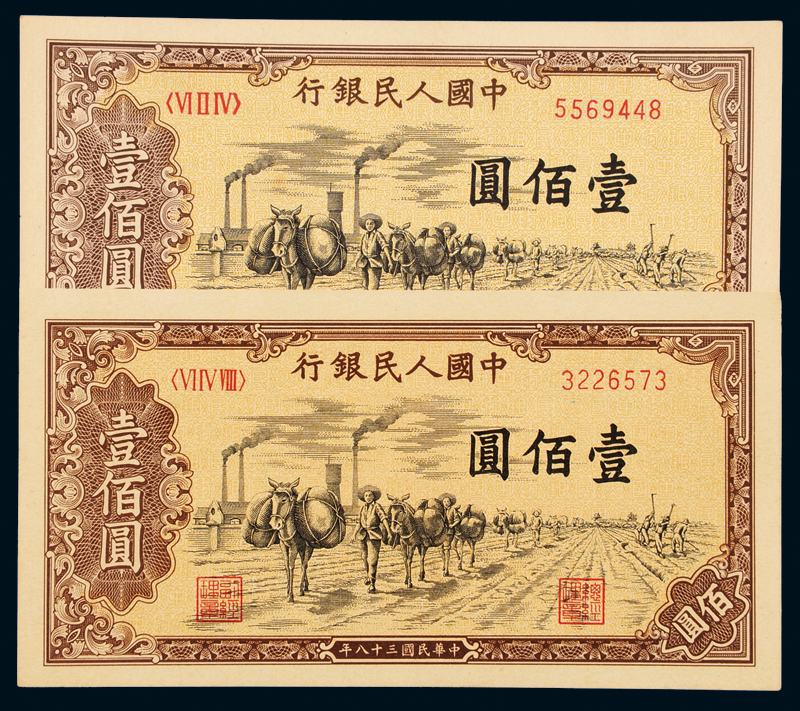 行銀民人國中
〈VI II IV〉
5569448
圓佰壹
壹佰圓
行銀民人國中
〈VII IV VIII〉
3226573
圓佰壹
壹佰圓
佰圓
年八十三國民華中